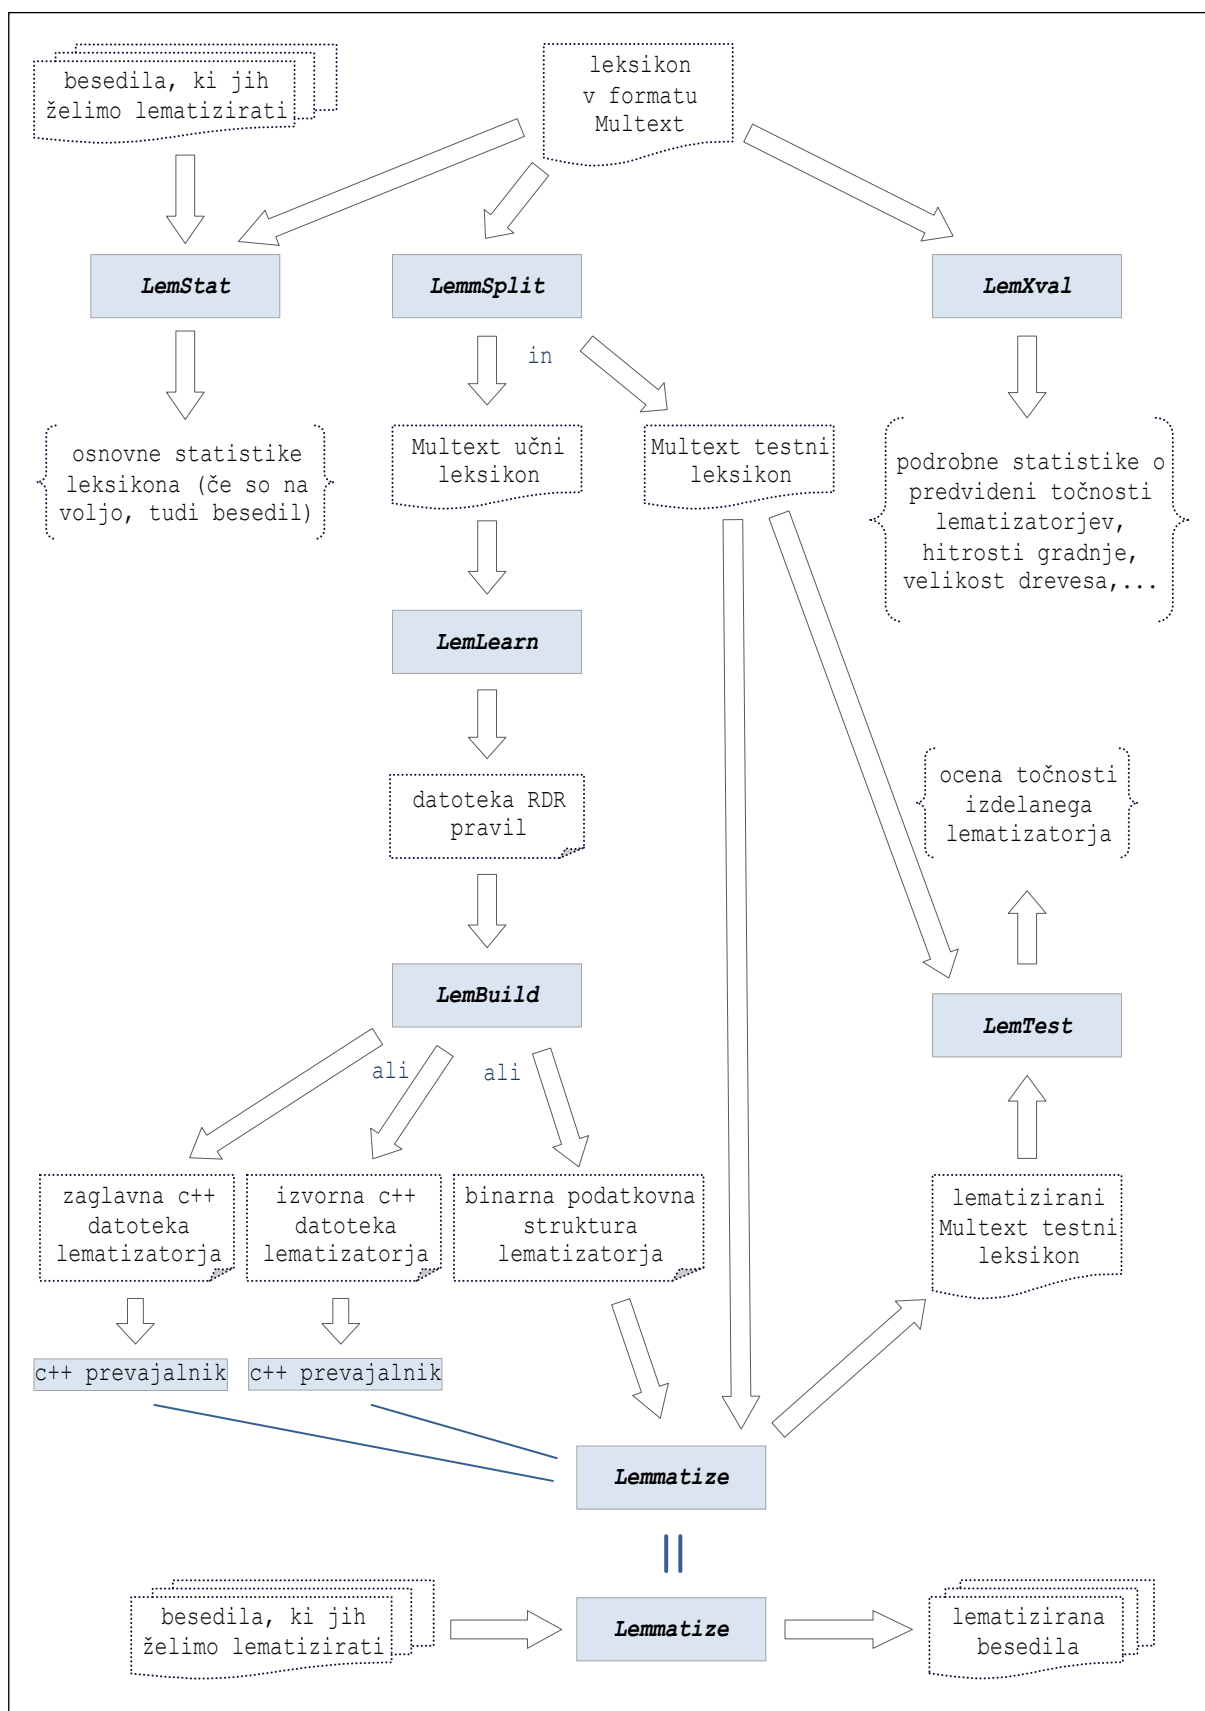 besedila, ki jih
želimo lematizirati
leksikon
v formatu
Multext
LemStat
LemmSplit
LemXval
in
osnovne statistike
leksikona (če so na
voljo, tudi besedil)
Multext učni
leksikon
Multext testni
leksikon
podrobne statistike o
predvideni točnosti
lematizatorjev,
hitrosti gradnje,
velikost drevesa,...
LemLearn
datoteka RDR
pravil
ocena točnosti
izdelanega
lematizatorja
LemBuild
LemTest
ali
ali
zaglavna c++
datoteka
lematizatorja
izvorna c++
datoteka
lematizatorja
binarna podatkovna
struktura
lematizatorja
lematizirani
Multext testni
leksikon
c++ prevajalnik
c++ prevajalnik
Lemmatize
besedila, ki jih
želimo lematizirati
Lemmatize
lematizirana
besedila